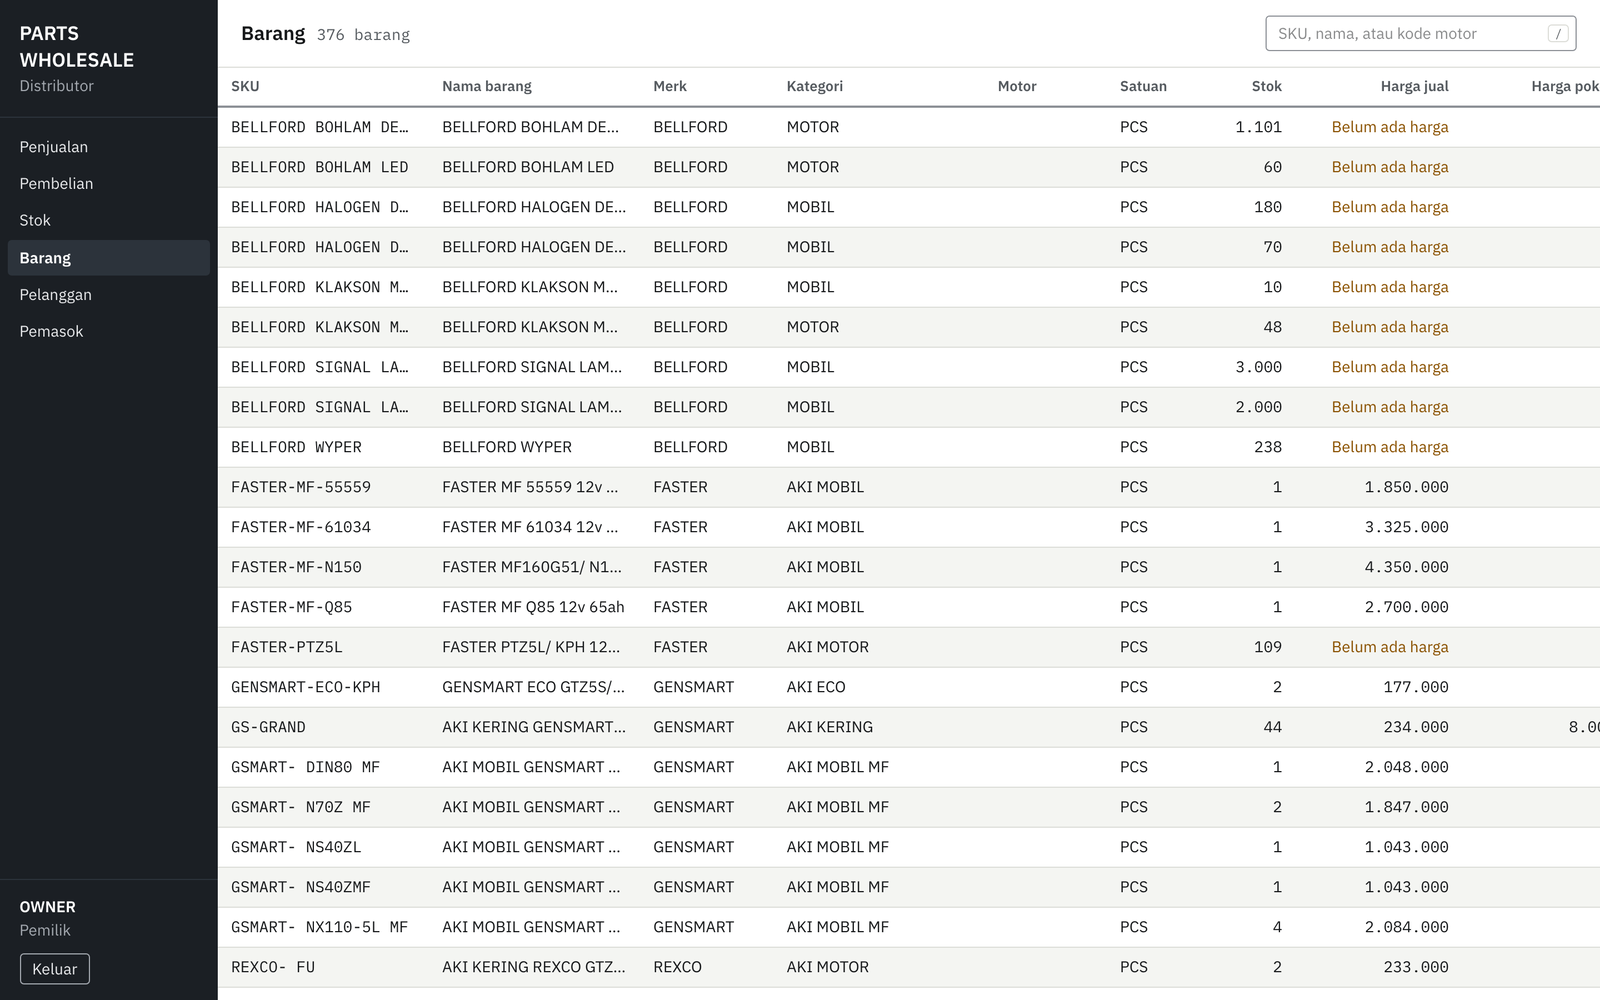 PARTS
WHOLESALE
Distributor
Penjualan
Pembelian
Stok
Barang
Pelanggan
Pemasok
OWNER
Pemilik
Keluar
Barang 376 barang
SKU, nama, atau kode motor /
SKU Nama barang Merk Kategori Motor Satuan Stok Harga jual Harga pok
BELLFORD BOHLAM DE… BELLFORD BOHLAM DE… BELLFORD MOTOR PCS 1.101 Belum ada harga
BELLFORD BOHLAM LED BELLFORD BOHLAM LED BELLFORD MOTOR PCS 60 Belum ada harga
BELLFORD HALOGEN D… BELLFORD HALOGEN DE… BELLFORD MOBIL PCS 180 Belum ada harga
BELLFORD HALOGEN D… BELLFORD HALOGEN DE… BELLFORD MOBIL PCS 70 Belum ada harga
BELLFORD KLAKSON M… BELLFORD KLAKSON M… BELLFORD MOBIL PCS 10 Belum ada harga
BELLFORD KLAKSON M… BELLFORD KLAKSON M… BELLFORD MOTOR PCS 48 Belum ada harga
BELLFORD SIGNAL LA… BELLFORD SIGNAL LAM… BELLFORD MOBIL PCS 3.000 Belum ada harga
BELLFORD SIGNAL LA… BELLFORD SIGNAL LAM… BELLFORD MOBIL PCS 2.000 Belum ada harga
BELLFORD WYPER BELLFORD WYPER BELLFORD MOBIL PCS 238 Belum ada harga
FASTER-MF-55559 FASTER MF 55559 12v … FASTER AKI MOBIL PCS 1 1.850.000
FASTER-MF-61034 FASTER MF 61034 12v … FASTER AKI MOBIL PCS 1 3.325.000
FASTER-MF-N150 FASTER MF160G51/ N1… FASTER AKI MOBIL PCS 1 4.350.000
FASTER-MF-Q85 FASTER MF Q85 12v 65ah FASTER AKI MOBIL PCS 1 2.700.000
FASTER-PTZ5L FASTER PTZ5L/ KPH 12… FASTER AKI MOTOR PCS 109 Belum ada harga
GENSMART-ECO-KPH GENSMART ECO GTZ5S/… GENSMART AKI ECO PCS 2 177.000
GS-GRAND AKI KERING GENSMART… GENSMART AKI KERING PCS 44 234.000 8.00
GSMART- DIN80 MF AKI MOBIL GENSMART … GENSMART AKI MOBIL MF PCS 1 2.048.000
GSMART- N70Z MF AKI MOBIL GENSMART … GENSMART AKI MOBIL MF PCS 2 1.847.000
GSMART- NS40ZL AKI MOBIL GENSMART … GENSMART AKI MOBIL MF PCS 1 1.043.000
GSMART- NS40ZMF AKI MOBIL GENSMART … GENSMART AKI MOBIL MF PCS 1 1.043.000
GSMART- NX110-5L MF AKI MOBIL GENSMART … GENSMART AKI MOBIL MF PCS 4 2.084.000
REXCO- FU AKI KERING REXCO GTZ… REXCO AKI MOTOR PCS 2 233.000